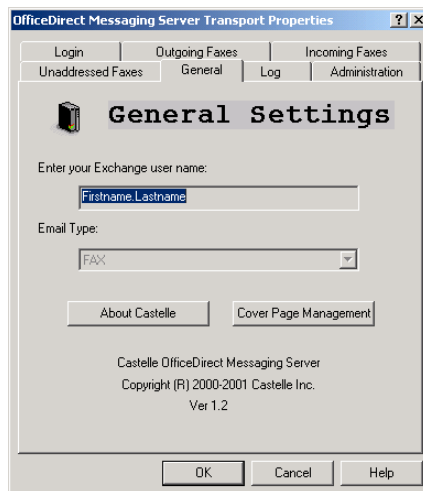 OfficeDirect Messaging Server Transport Properties
Login Outgoing Faxes Incoming Faxes
Unaddressed Faxes General Log Administration
General Settings
Enter your Exchange user name:
Firstname.Lastname
Email Type:
FAX
About Castelle Cover Page Management
Castelle OfficeDirect Messaging Server
Copyright (R) 2000-2001 Castelle Inc.
Ver 1.2
OK Cancel Help